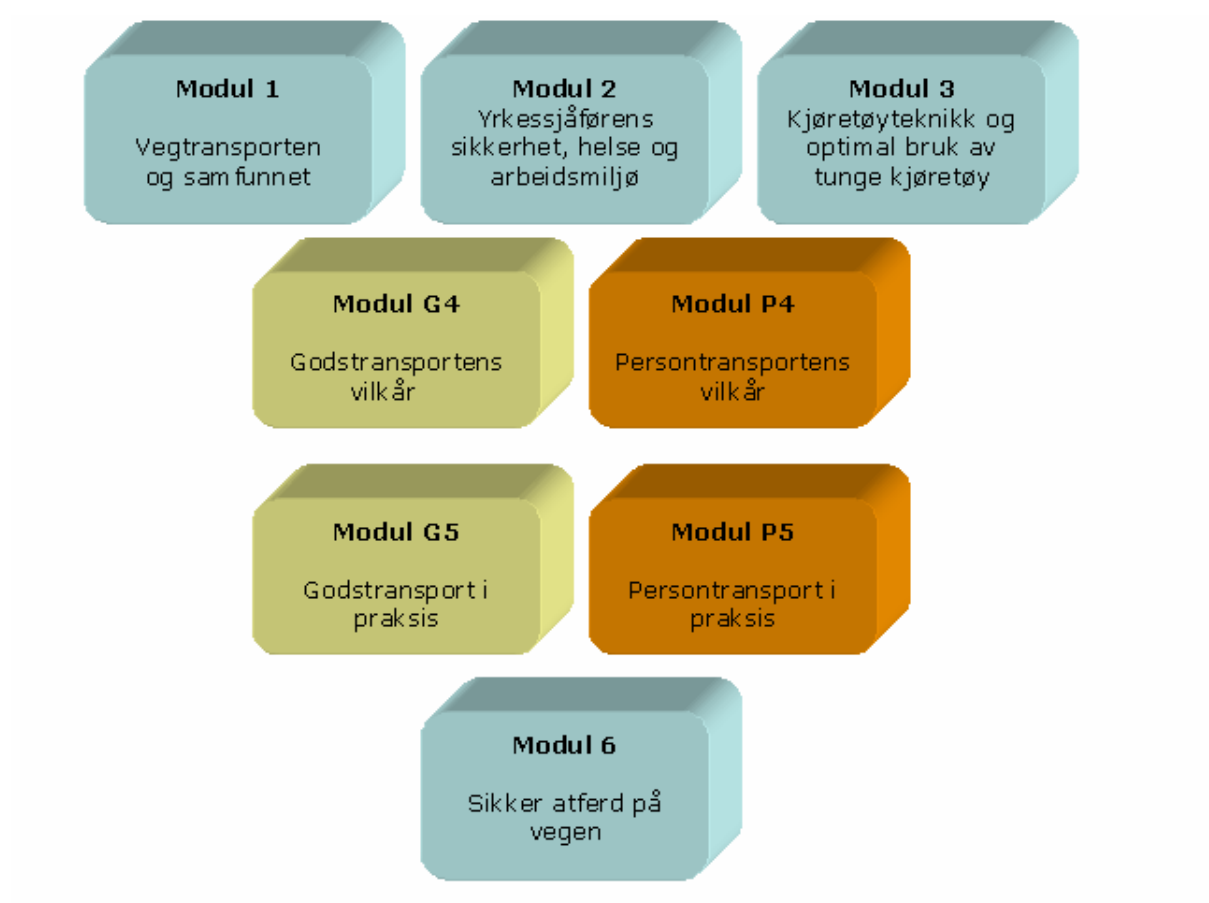 Modul 1
Vegtransporten
og samfunnet
Modul 2
Yrkessjåførens
sikkerhet, helse og
arbeidsmiljø
Modul 3
Kjøretøyteknikk og
optimal bruk av
tunge kjøretøy
Modul G4
Godstransportens
vilkår
Modul P4
Persontransportens
vilkår
Modul G5
Godstransport i
praksis
Modul P5
Persontransport i
praksis
Modul 6
Sikker atferd på
vegen